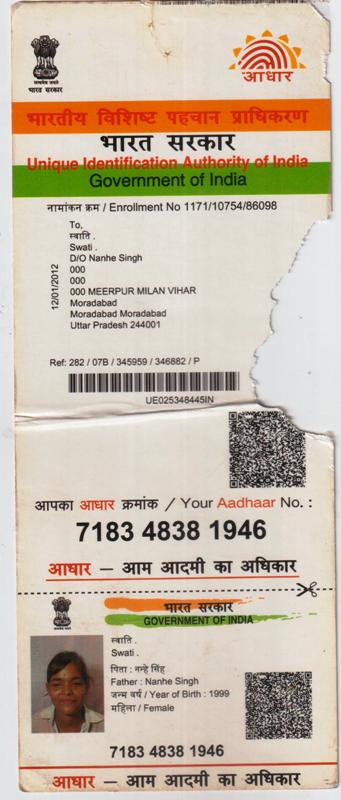 सत्यमेव जयते
भारत सरकार
आधार
भारतीय विशिष्ट पहचान प्राधिकरण
भारत सरकार
Unique Identification Authority of India
Government of India
नामांकन क्रम / Enrollment No 1171/10754/86098
To,
स्वाति .
Swati .
D/O Nanhe Singh
000
000
000 MEERPUR MILAN VIHAR
Moradabad
Moradabad Moradabad
Uttar Pradesh 244001
12/01/2012
Ref: 282 / 07B / 345959 / 346882 / P
UE025348445IN
आपका आधार क्रमांक / Your Aadhaar No. :
7183 4838 1946
आधार — आम आदमी का अधिकार
भारत सरकार
GOVERNMENT OF INDIA
स्वाति .
Swati .
पिता : नन्हे सिंह
Father : Nanhe Singh
जन्म वर्ष / Year of Birth : 1999
महिला / Female
7183 4838 1946
आधार — आम आदमी का अधिकार